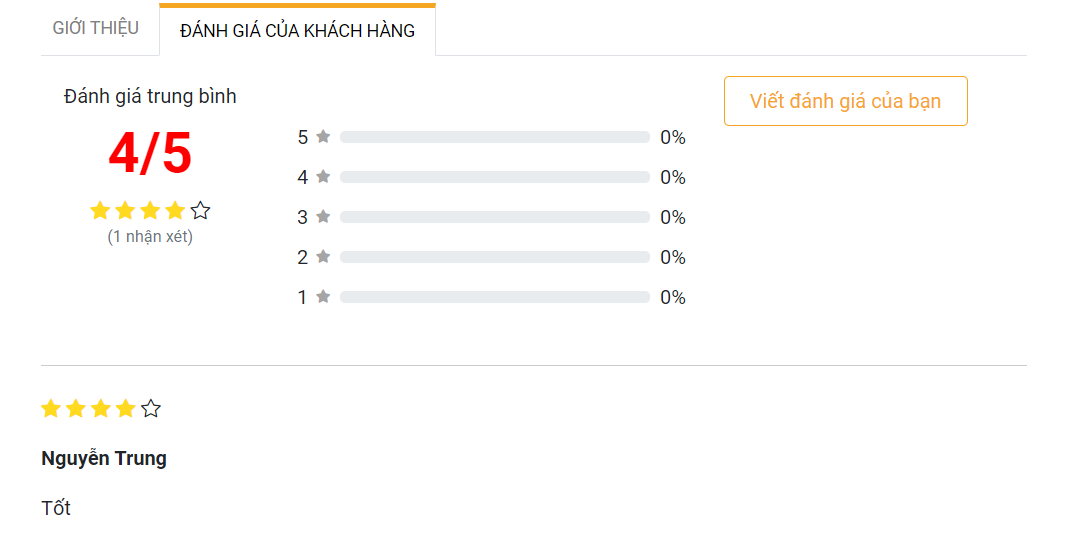 GIỚI THIỆU
ĐÁNH GIÁ CỦA KHÁCH HÀNG
Đánh giá trung bình
4/5
(1 nhận xét)
5 0%
4 0%
3 0%
2 0%
1 0%
Viết đánh giá của bạn
Nguyễn Trung
Tốt